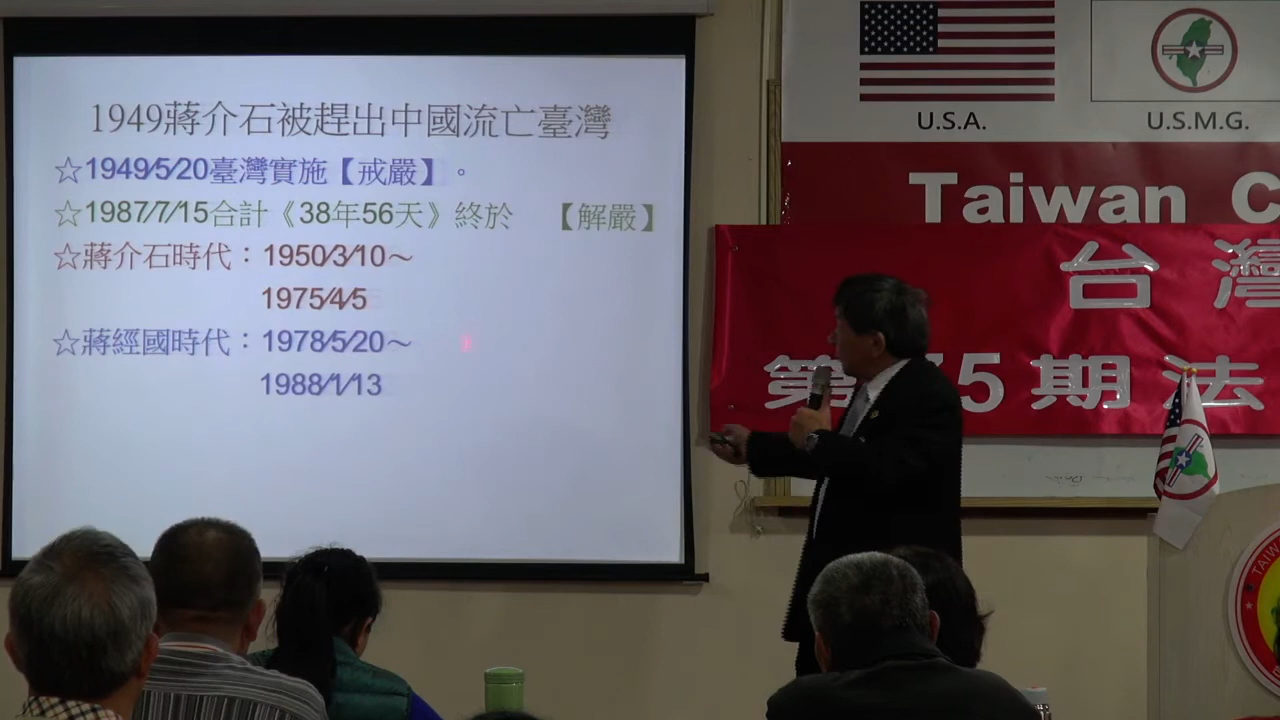 1949蔣介石被趕出中國流亡臺灣
☆1949/5/20臺灣實施【戒嚴】。
☆1987/7/15合計《38年56天》終於 【解嚴】
☆蔣介石時代：1950/3/10～
1975/4/5
☆蔣經國時代：1978/5/20～
1988/1/13
U.S.A.
U.S.M.G.
Taiwan C
台灣
第 5期法
TAIW